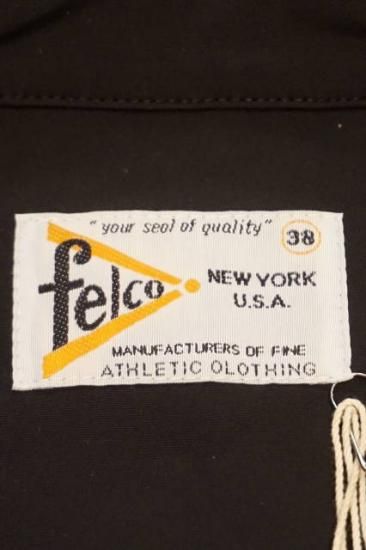 "your seal of quality" 38
felco
NEW YORK
U.S.A.
MANUFACTURERS OF FINE
ATHLETIC OLOTHING